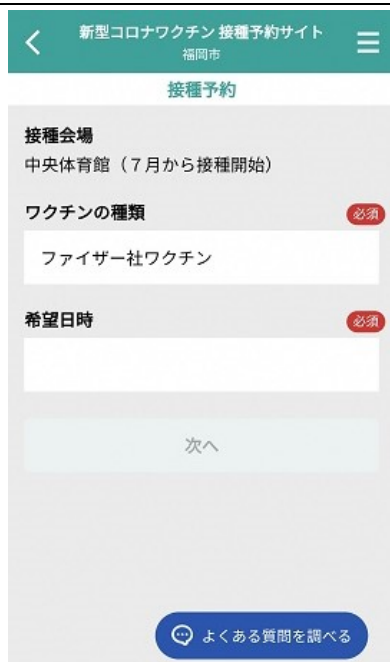 新型コロナワクチン 接種予約サイト
福岡市
接種予約
接種会場
中央体育館（７月から接種開始）
ワクチンの種類 必須
ファイザー社ワクチン
希望日時 必須
次へ
よくある質問を調べる